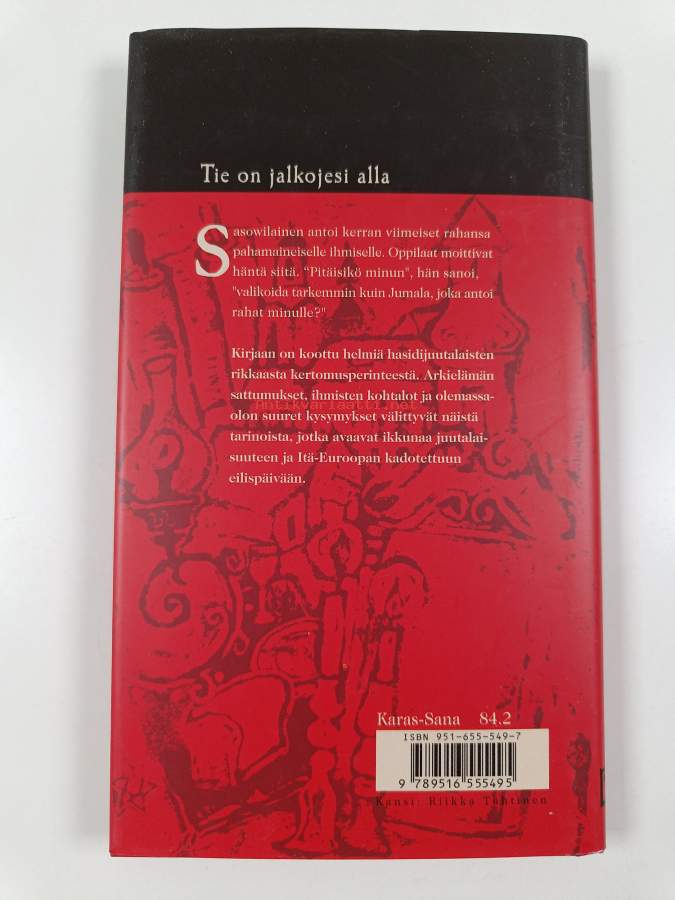 Tie on jalkojesi alla
Sasowilainen antoi kerran viimeiset rahansa
pahamaineiselle ihmiselle. Oppilaat moittivat
häntä siitä. “Pitäisikö minun", hän sanoi,
"valikoida tarkemmin kuin Jumala, joka antoi
rahat minulle?"
Kirjaan on koottu helmiä hasidijuutalaisten
rikkaasta kertomusperinteestä. Arkielämän
sattumukset, ihmisten kohtalot ja olemassa-
Antikvariaatti.net
olon suuret kysymykset välittyvät näistä
tarinoista, jotka avaavat ikkunaa juutalai-
suuteen ja Itä-Euroopan kadotettuun
eilispäivään.
Karas-Sana 84.2
ISBN 951-655-549-7
9 789516 555495
Kansi: Riikka Tähtinen